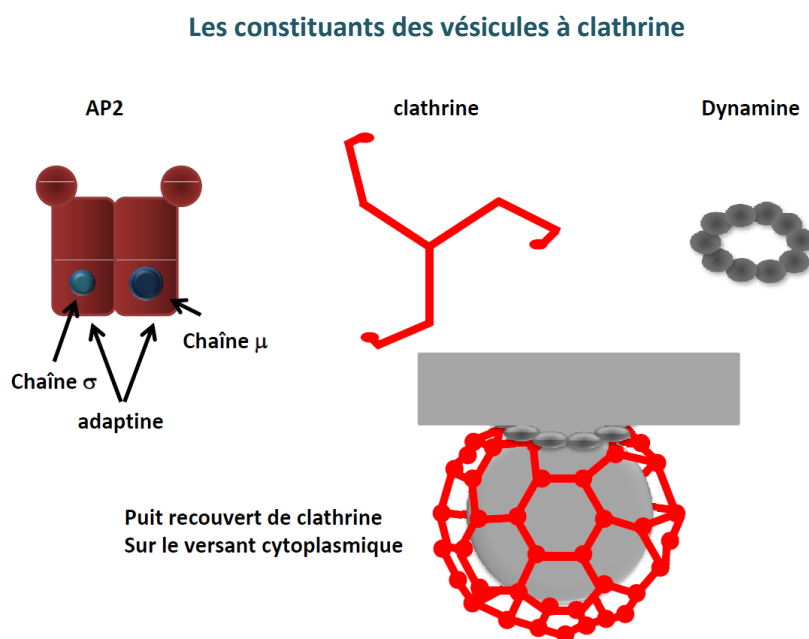 Les constituants des vésicules à clathrine
AP2
clathrine
Dynamine
Chaîne μ
Chaîne σ
adaptine
Puit recouvert de clathrine
Sur le versant cytoplasmique